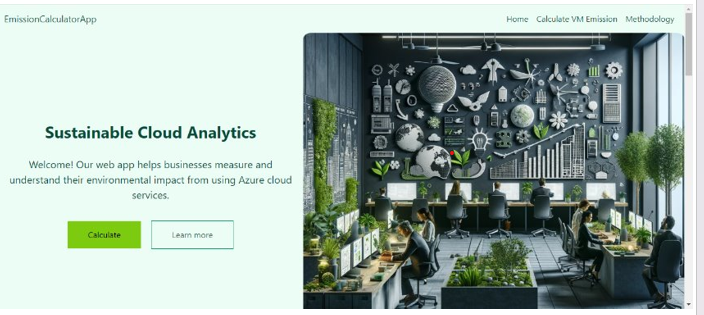 EmissionCalculatorApp
Home Calculate VM Emission Methodology
Sustainable Cloud Analytics
Welcome! Our web app helps businesses measure and
understand their environmental impact from using Azure cloud
services.
Calculate Learn more